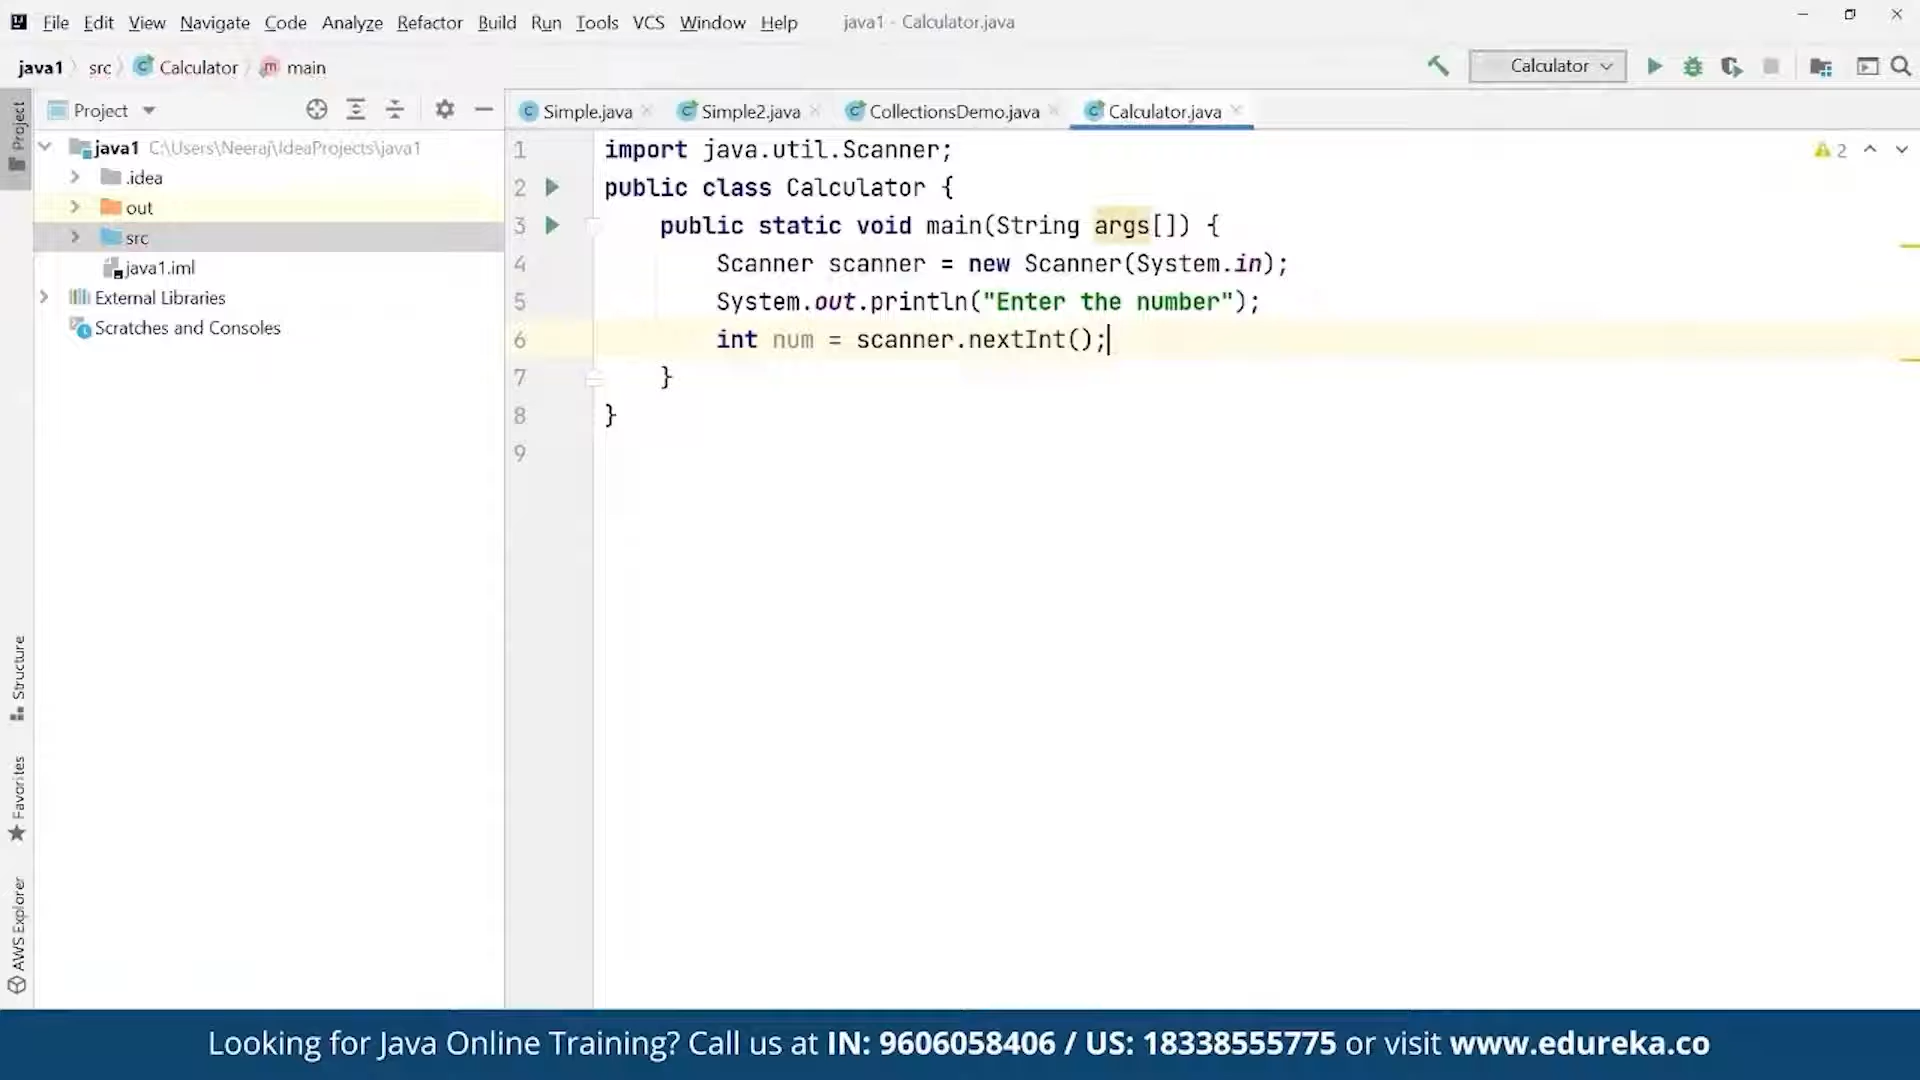 File Edit View Navigate Code Analyze Refactor Build Run Tools VCS Window Help java1 - Calculator.java
java1 src Calculator main Calculator
Project
Simple.java Simple2.java CollectionsDemo.java Calculator.java
Project
java1 C:\Users\Neeraj\IdeaProjects\java1
.idea
out
src
java1.iml
External Libraries
Scratches and Consoles
Structure
Favorites
AWS Explorer
2
1 import java.util.Scanner;
2 public class Calculator {
3 public static void main(String args[]) {
4 Scanner scanner = new Scanner(System.in);
5 System.out.println("Enter the number");
6 int num = scanner.nextInt();
7 }
8 }
9
Looking for Java Online Training? Call us at IN: 9606058406 / US: 18338555775 or visit www.edureka.co